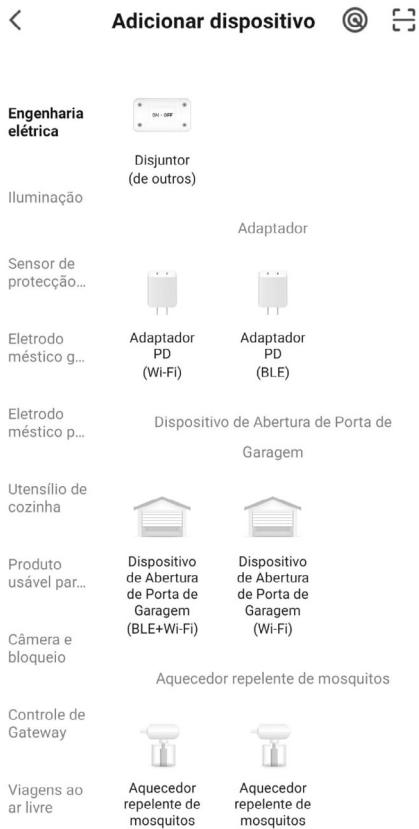 Adicionar dispositivo
Engenharia
elétrica
Iluminação
Sensor de
protecção...
Eletrodo
méstico g...
Eletrodo
méstico p...
Utensílio de
cozinha
Produto
usável par...
Câmera e
bloqueio
Controle de
Gateway
Viagens ao
ar livre
ON - OFF
Disjuntor
(de outros)
Adaptador
Adaptador
PD
(Wi-Fi)
Adaptador
PD
(BLE)
Dispositivo de Abertura de Porta de
Garagem
Dispositivo
de Abertura
de Porta de
Garagem
(BLE+Wi-Fi)
Dispositivo
de Abertura
de Porta de
Garagem
(Wi-Fi)
Aquecedor repelente de mosquitos
Aquecedor
repelente de
mosquitos
Aquecedor
repelente de
mosquitos